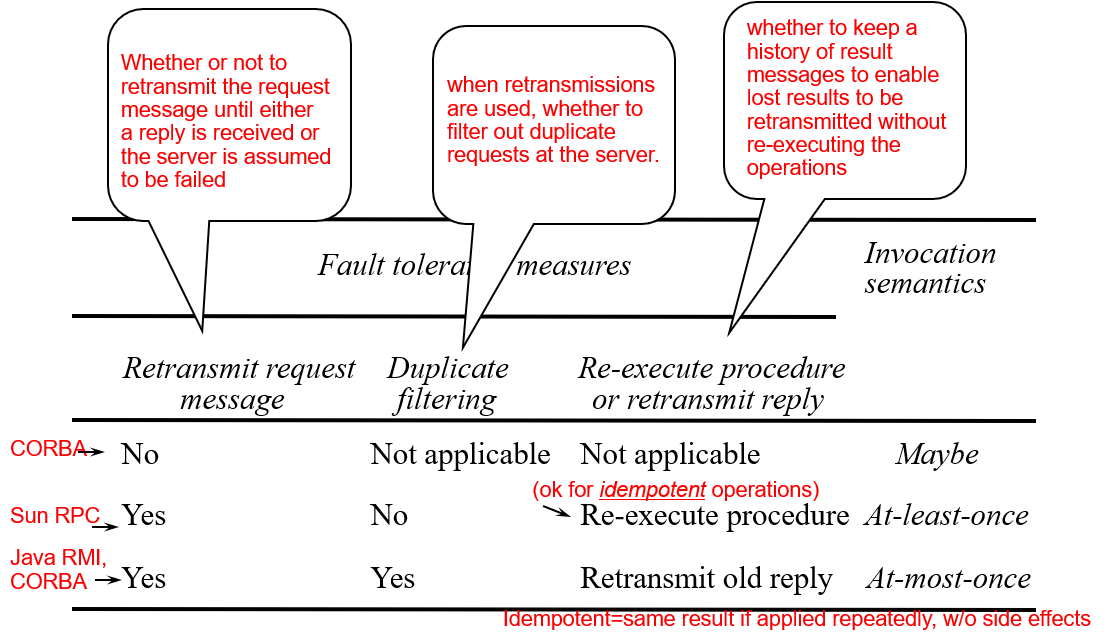 Whether or not to
retransmit the request
message until either
a reply is received or
the server is assumed
to be failed
when retransmissions
are used, whether to
filter out duplicate
requests at the server.
whether to keep a
history of result
messages to enable
lost results to be
retransmitted without
re-executing the
operations
Fault tolera measures
Invocation
semantics
Retransmit request
message
Duplicate
filtering
Re-execute procedure
or retransmit reply
CORBA No Not applicable Not applicable Maybe
(ok for idempotent operations)
Sun RPC Yes No Re-execute procedure At-least-once
Java RMI,
CORBA Yes Yes Retransmit old reply At-most-once
Idempotent=same result if applied repeatedly, w/o side effects